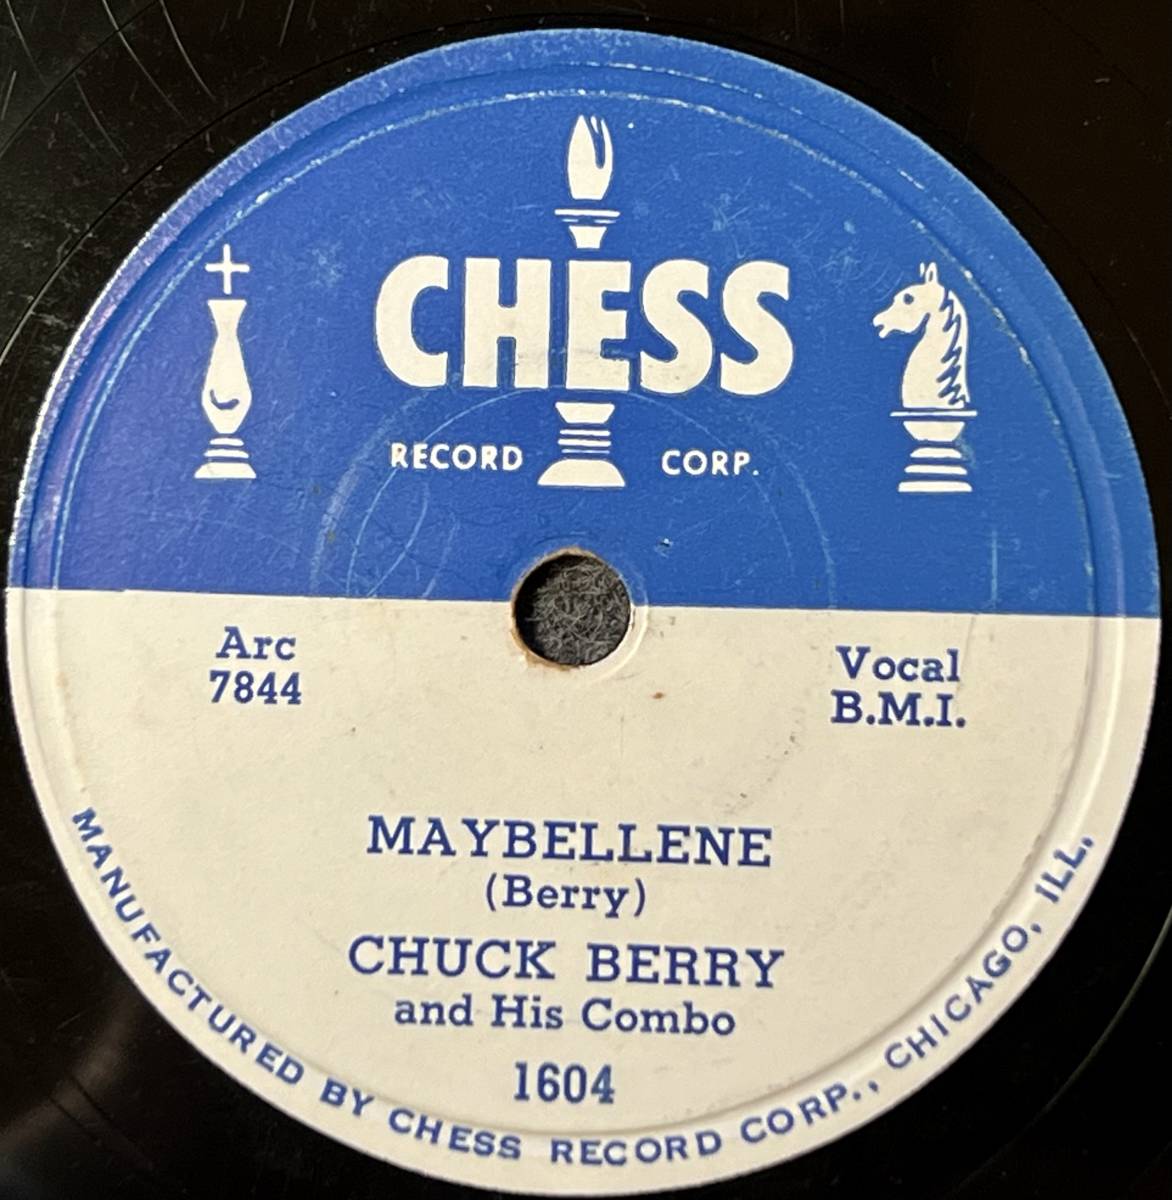 CHESS
RECORD CORP.
Arc
7844
Vocal
B.M.I.
MAYBELLENE
(Berry)
CHUCK BERRY
and His Combo
1604
MANUFACTURED BY CHESS RECORD CORP., CHICAGO, ILL.